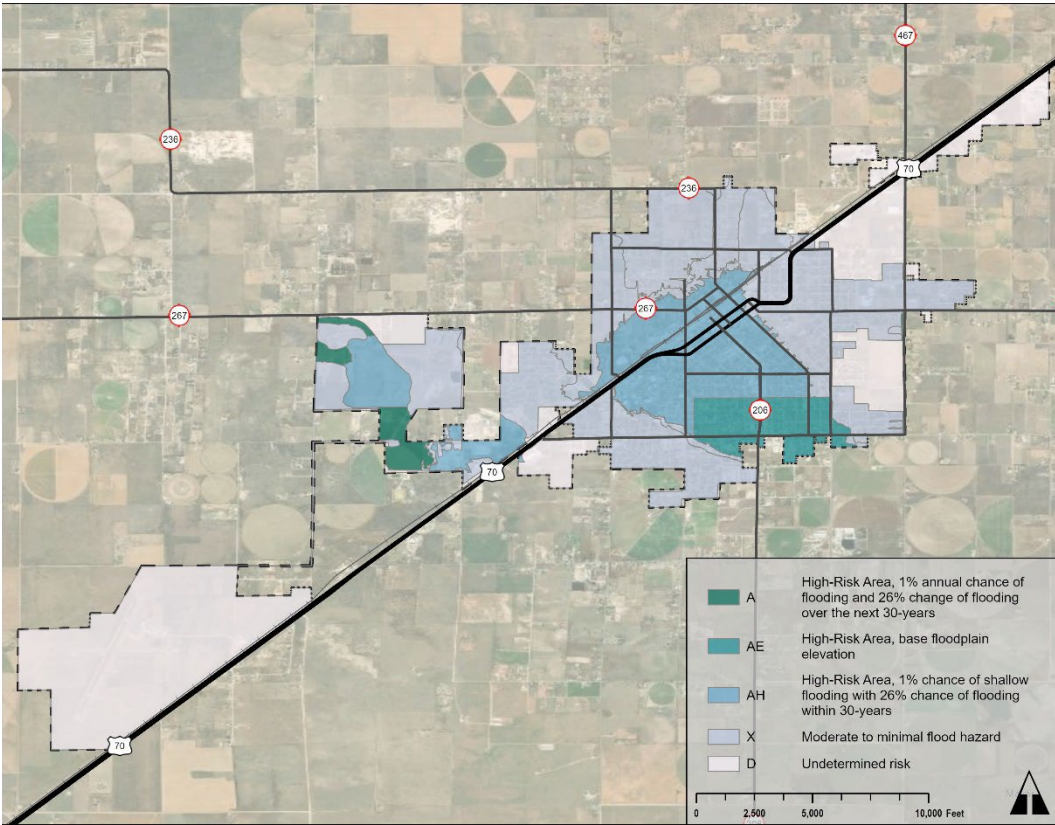 467
236
70
236
267
267
206
70
70
A
High-Risk Area, 1% annual chance of
flooding and 26% change of flooding
over the next 30-years
AE
High-Risk Area, base floodplain
elevation
AH
High-Risk Area, 1% chance of shallow
flooding with 26% chance of flooding
within 30-years
X
Moderate to minimal flood hazard
D
Undetermined risk
0 2,500 5,000 10,000 Feet